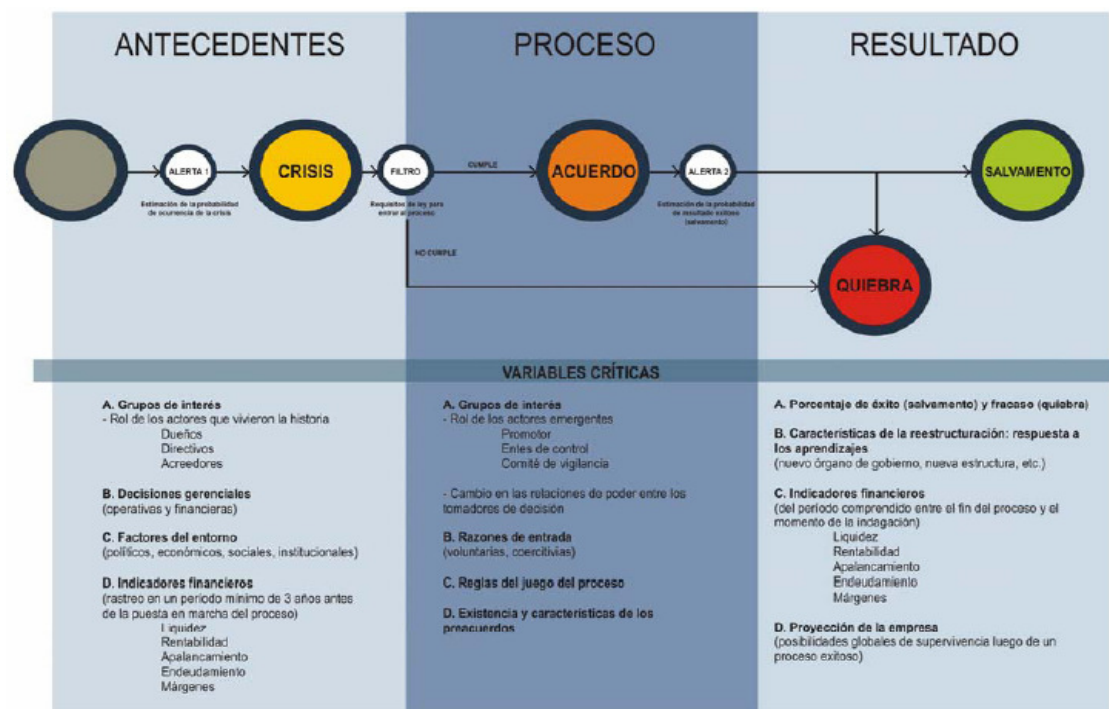 ANTECEDENTES
PROCESO
RESULTADO
ALERTA 1
Estimación de la probabilidad
de ocurrencia de la crisis
CRISIS
FILTRO
Requisitos de ley para
entrar al proceso
CUMPLE
NO CUMPLE
ACUERDO
ALERTA 2
Estimación de la probabilidad
de resultado exitoso
(salvamento)
SALVAMENTO
QUIEBRA
VARIABLES CRÍTICAS
A. Grupos de interés
- Rol de los actores que vivieron la historia
Dueños
Directivos
Acreedores
B. Decisiones gerenciales
(operativas y financieras)
C. Factores del entorno
(políticos, económicos, sociales, institucionales)
D. Indicadores financieros
(rastreo en un periodo mínimo de 3 años antes
de la puesta en marcha del proceso)
Liquidez
Rentabilidad
Apalancamiento
Endeudamiento
Márgenes
A. Grupos de interés
- Rol de los actores emergentes
Promotor
Entes de control
Comité de vigilancia
- Cambio en las relaciones de poder entre los
tomadores de decisión
B. Razones de entrada
(voluntarias, coercitivias)
C. Reglas del juego del proceso
D. Existencia y características de los
preacuerdos
A. Porcentaje de éxito (salvamento) y fracaso (quiebra)
B. Características de la reestructuración: respuesta a
los aprendizajes
(nuevo órgano de gobierno, nueva estructura, etc.)
C. Indicadores financieros
(del período comprendido entre el fin del proceso y el
momento de la indagación)
Liquidez
Rentabilidad
Apalancamiento
Endeudamiento
Márgenes
D. Proyección de la empresa
(posibilidades globales de supervivencia luego de un
proceso exitoso)